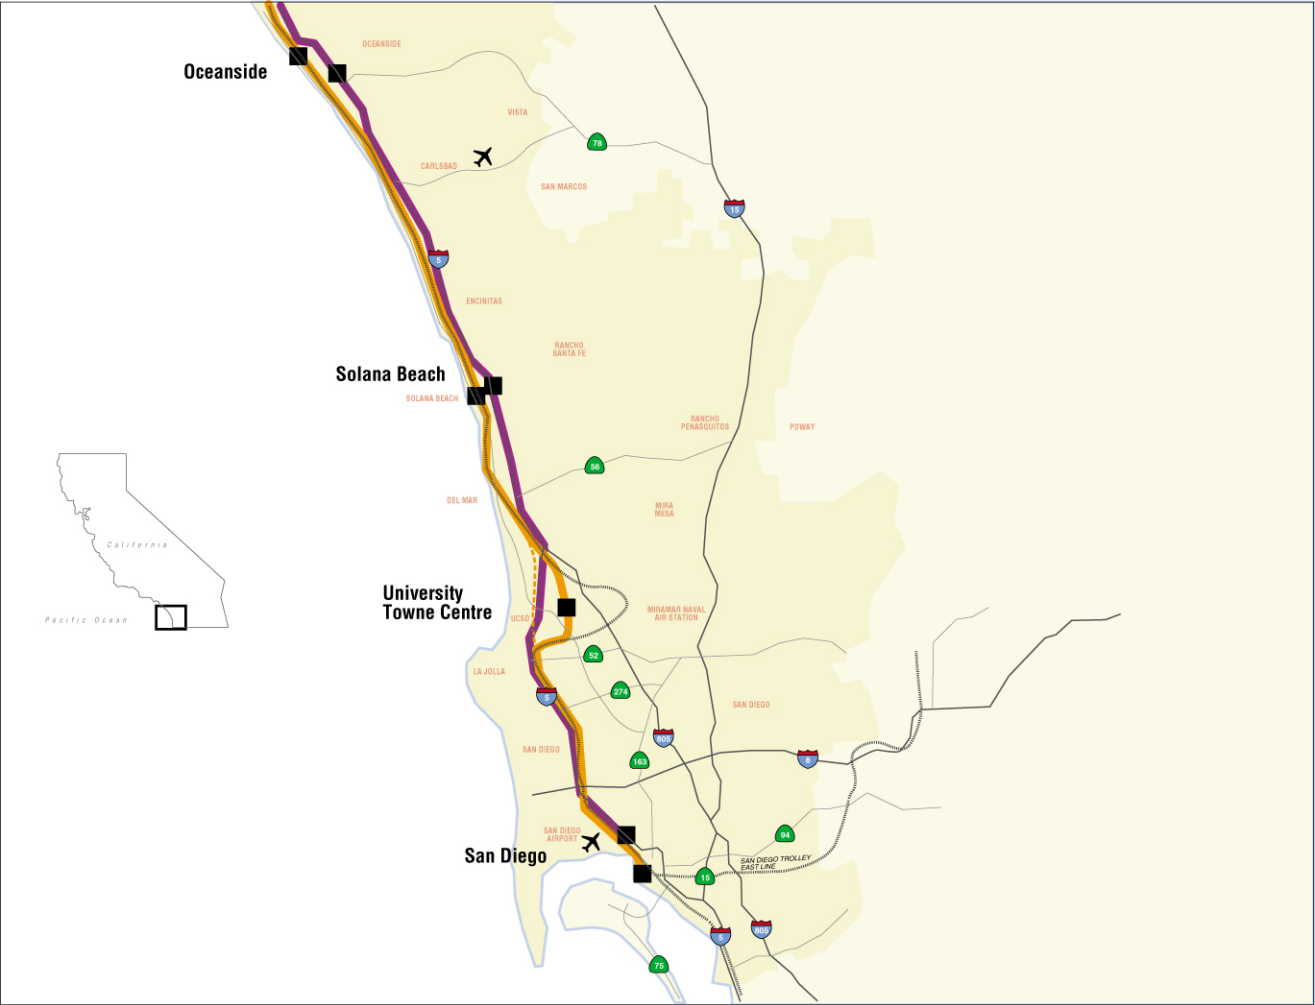 OCEANSIDE
Oceanside
VISTA
78
CARLSBAD
SAN MARCOS
15
5
ENCINITAS
RANCHO
SANTA FE
Solana Beach
SOLANA BEACH
RANCHO
PENASQUITOS
POWAY
56
DEL MAR
MIRA
MESA
California
Pacific Ocean
University
Towne Centre
UCSD
MIRAMAR NAVAL
AIR STATION
52
LA JOLLA
274
5
SAN DIEGO
805
SAN DIEGO
163
8
SAN DIEGO
AIRPORT
94
San Diego
SAN DIEGO TROLLEY
EAST LINE
15
5
805
75